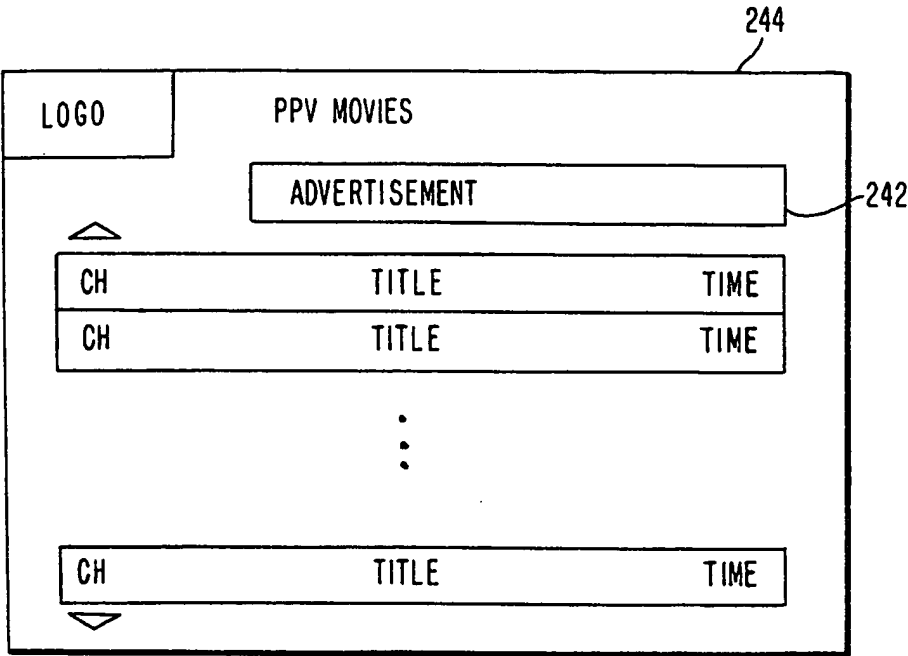 244
LOGO PPV MOVIES
ADVERTISEMENT 242
CH TITLE TIME
CH TITLE TIME
CH TITLE TIME